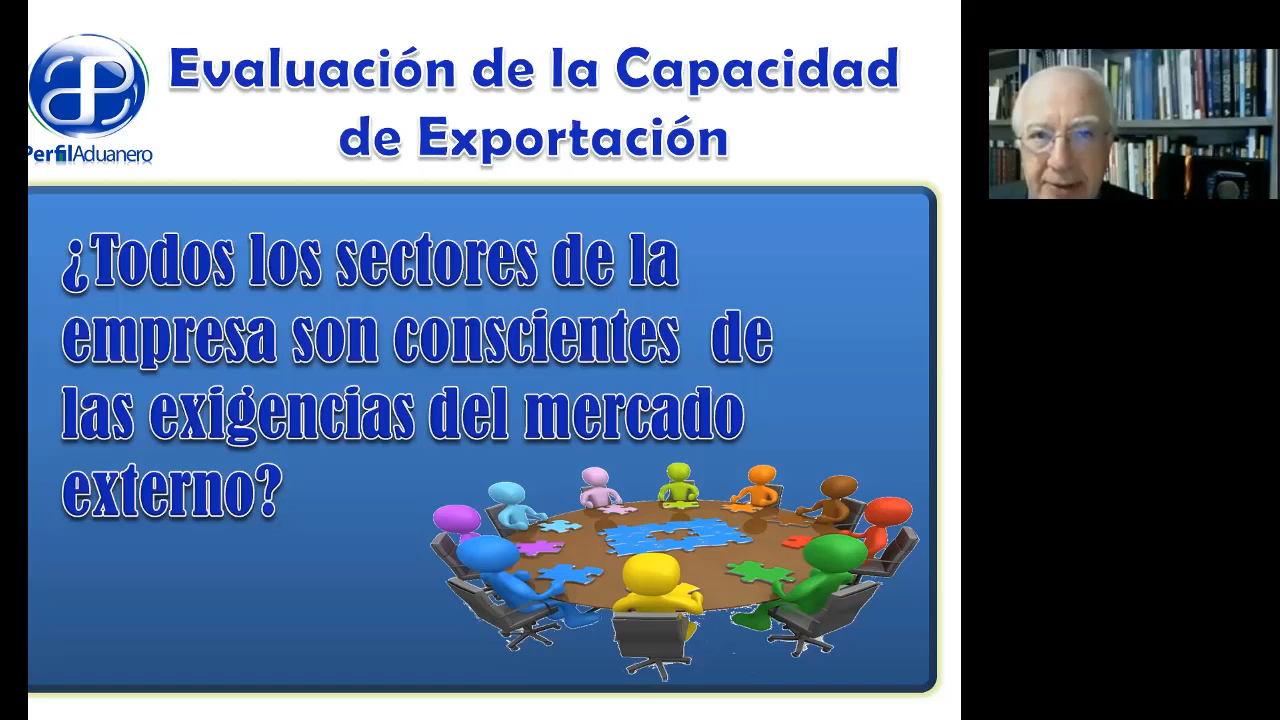 Evaluación de la Capacidad
de Exportación
PerfilAduanero
¿Todos los sectores de la
empresa son conscientes de
las exigencias del mercado
externo?